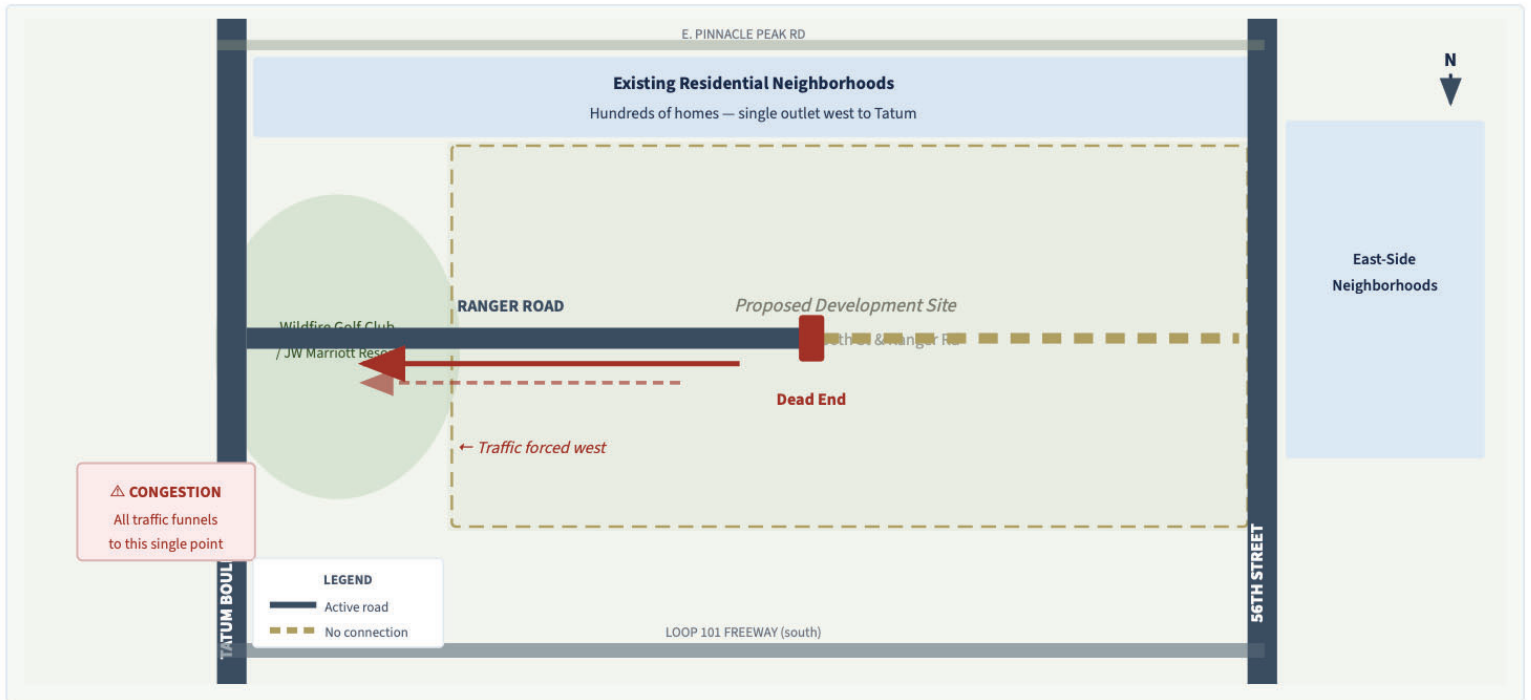 E. PINNACLE PEAK RD
Existing Residential Neighborhoods
Hundreds of homes — single outlet west to Tatum
N
East-Side
Neighborhoods
RANGER ROAD
Proposed Development Site
Wildfire Golf Club
/ JW Marriott
& Ranger
Dead End
← Traffic forced west
⚠ CONGESTION
All traffic funnels
to this single point
TATUM
56TH STREET
LEGEND
Active road
No connection
LOOP 101 FREEWAY (south)